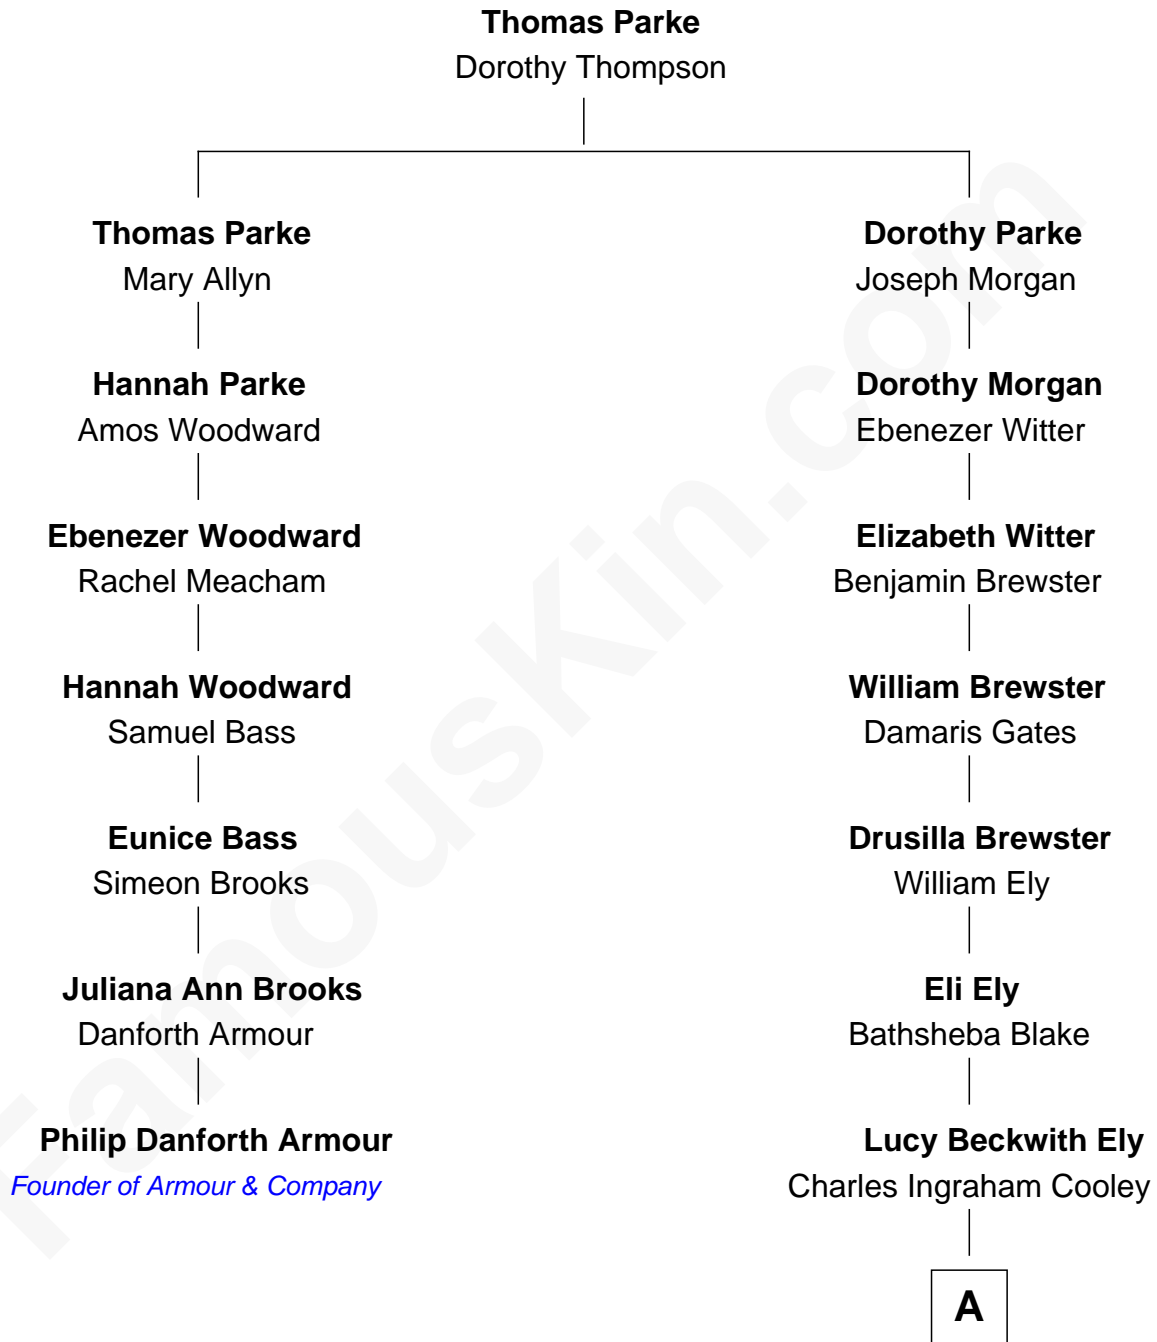 Thomas Parke
Dorothy Thompson
Thomas Parke
Mary Allyn
Hannah Parke
Amos Woodward
Ebenezer Woodward
Rachel Meacham
Hannah Woodward
Samuel Bass
Eunice Bass
Simeon Brooks
Juliana Ann Brooks
Danforth Armour
Philip Danforth Armour
Founder of Armour & Company
Dorothy Parke
Joseph Morgan
Dorothy Morgan
Ebenezer Witter
Elizabeth Witter
Benjamin Brewster
William Brewster
Damaris Gates
Drusilla Brewster
William Ely
Eli Ely
Bathsheba Blake
Lucy Beckwith Ely
Charles Ingraham Cooley
A
FamousKin.com